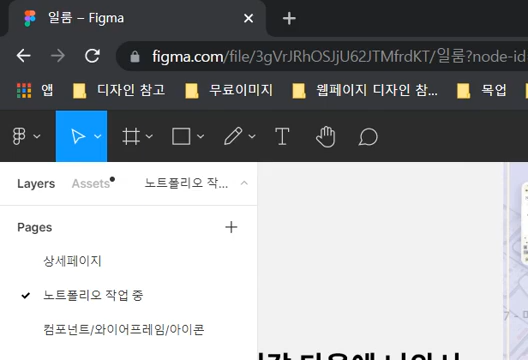 일룸 – Figma
figma.com/file/3gVrJRhOSJjU62JTMfrdKT/일룸?node-id
앱 디자인 참고 무료이미지 웹페이지 디자인 참... 목업
Layers Assets 노트폴리오 작...
Pages
상세페이지
노트폴리오 작업 중
컴포넌트/와이어프레임/아이콘